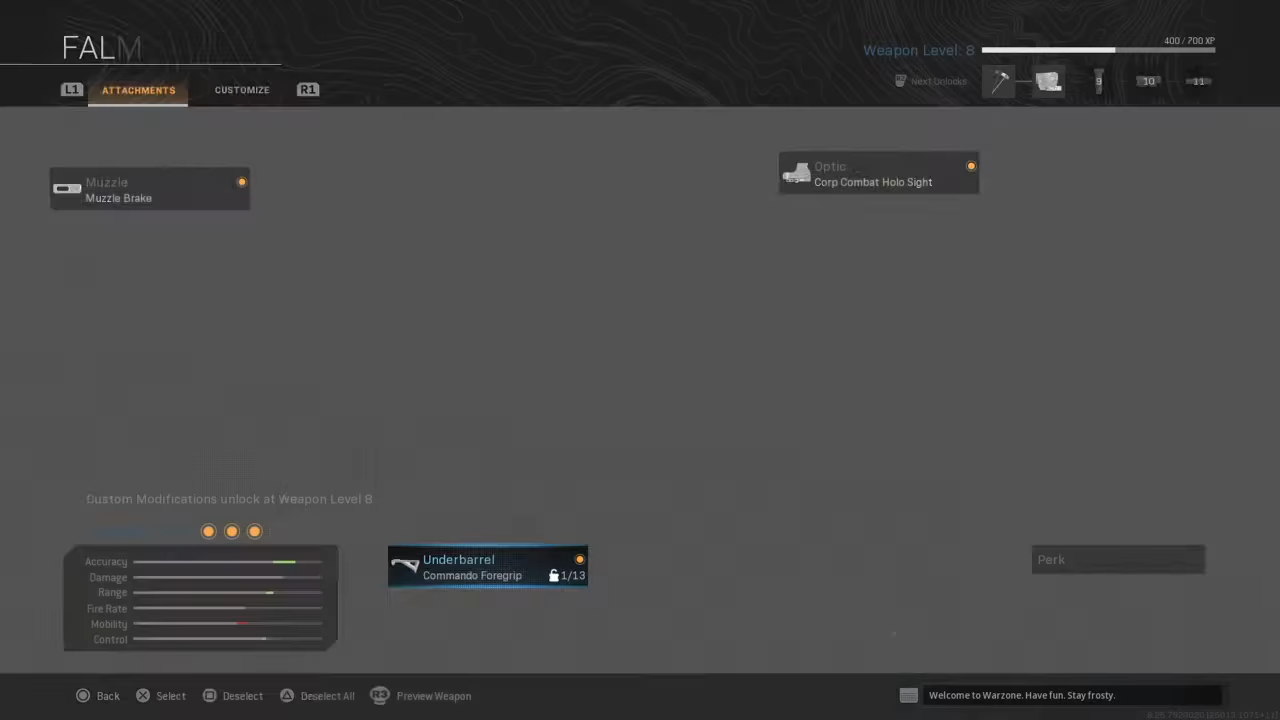 FALM
Weapon Level: 8
400 / 700 XP
L1
ATTACHMENTS
CUSTOMIZE
R1
Next Unlocks
9
10
11
Muzzle
Muzzle Brake
Optic
Corp Combat Holo Sight
Custom Modifications unlock at Weapon Level 8
Accuracy
Damage
Range
Fire Rate
Mobility
Control
Underbarrel
Commando Foregrip
1/13
Perk
Back
Select
Deselect
Deselect All
R3
Preview Weapon
Welcome to Warzone. Have fun. Stay frosty.